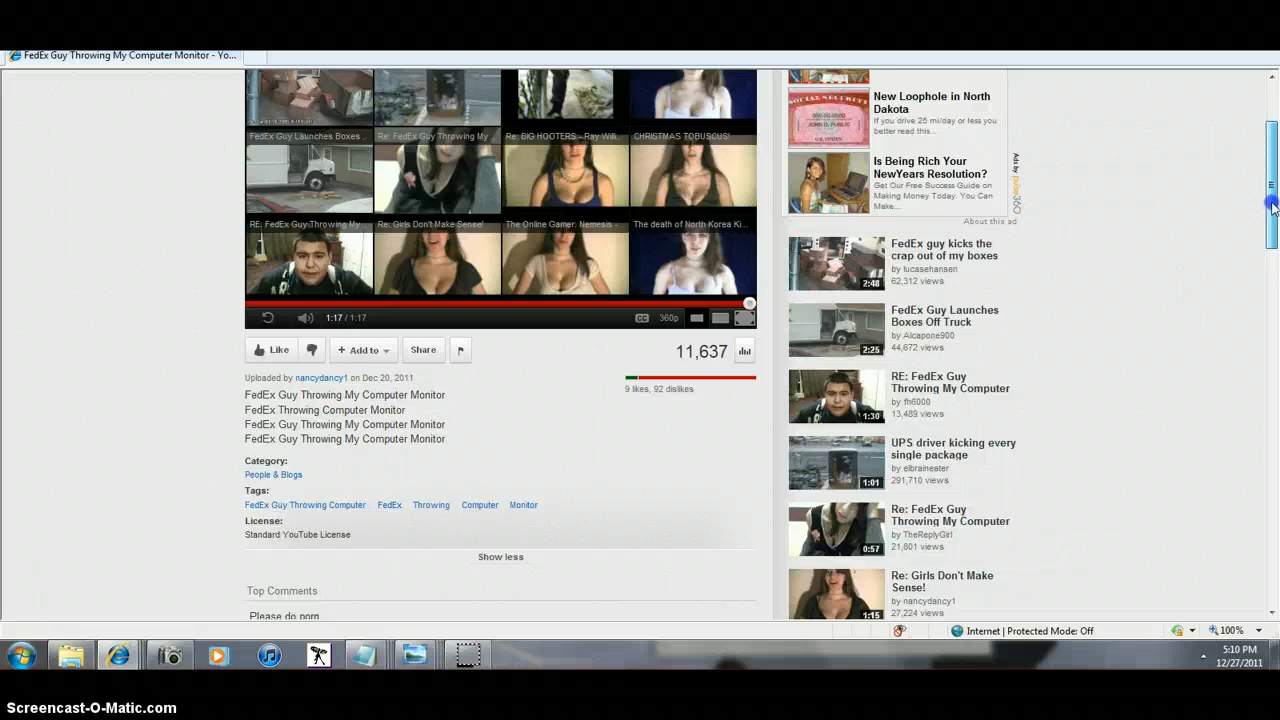 FedEx Guy Throwing My Computer Monitor - Yo...
FedEx Guy Launches Boxes ...
Re: FedEx Guy Throwing My ...
Re: BIG HOOTERS - Ray Will...
CHRISTMAS TOBUSCUS!
RE: FedEx Guy Throwing My ...
Re: Girls Don't Make Sense!
The Online Gamer, Nemesis - ...
The death of North Korea Ki...
1:17 / 1:17
CC
360p
Like
+ Add to
Share
11,637
Uploaded by nancydancy1 on Dec 20, 2011
9 likes, 92 dislikes
FedEx Guy Throwing My Computer Monitor
FedEx Throwing Computer Monitor
FedEx Guy Throwing My Computer Monitor
FedEx Guy Throwing My Computer Monitor
Category:
People & Blogs
Tags:
FedEx Guy Throwing Computer FedEx Throwing Computer Monitor
License:
Standard YouTube License
Show less
Top Comments
Please do porn
SOCIAL SECURITY
New Loophole in North
Dakota
If you drive 25 mi/day or less you
better read this...
Is Being Rich Your
NewYears Resolution?
Get Our Free Success Guide on
Making Money Today. You Can
Make...
Ads by pulse360
About this ad
FedEx guy kicks the
crap out of my boxes
by lucasehansen
62,312 views
2:48
FedEx Guy Launches
Boxes Off Truck
by Alcapone900
44,672 views
2:25
RE: FedEx Guy
Throwing My Computer
by fh6000
13,489 views
1:30
UPS driver kicking every
single package
by elbraineater
291,710 views
1:01
Re: FedEx Guy
Throwing My Computer
by TheReplyGirl
21,801 views
0:57
Re: Girls Don't Make
Sense!
by nancydancy1
27,224 views
1:15
Internet | Protected Mode: Off
100%
5:10 PM
12/27/2011
Screencast-O-Matic.com